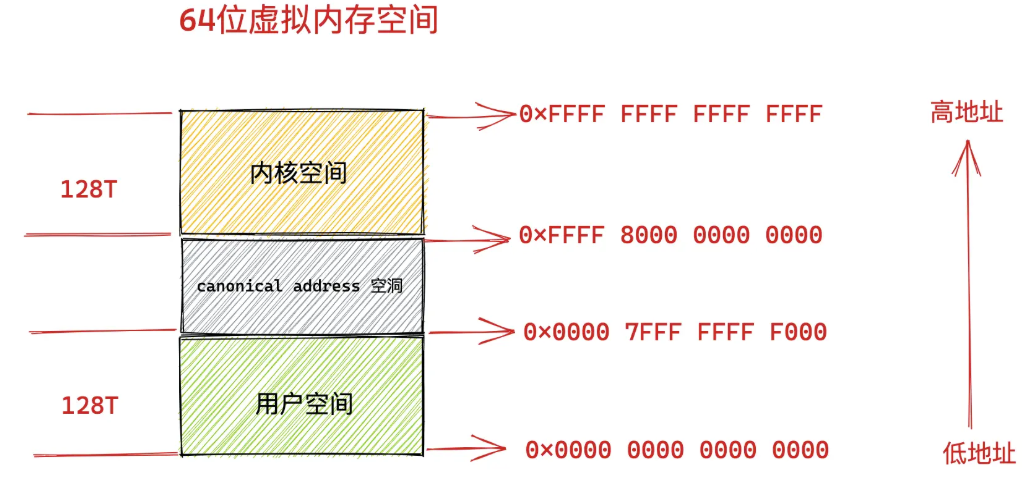 64位虚拟内存空间
0×FFFF FFFF FFFF FFFF
高地址
内核空间
128T
0×FFFF 8000 0000 0000
canonical address 空洞
0×0000 7FFF FFFF F000
用户空间
128T
0×0000 0000 0000 0000
低地址